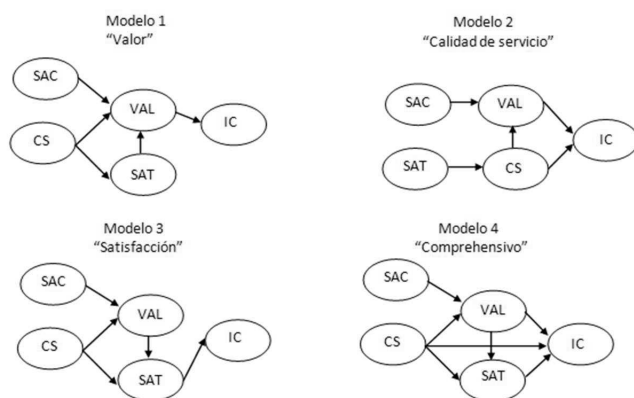 Modelo 1
"Valor"
SAC
VAL
IC
CS
SAT
Modelo 2
"Calidad de servicio"
SAC
VAL
IC
SAT
CS
Modelo 3
"Satisfacción"
SAC
VAL
IC
CS
SAT
Modelo 4
"Comprehensivo"
SAC
VAL
CS
IC
SAT